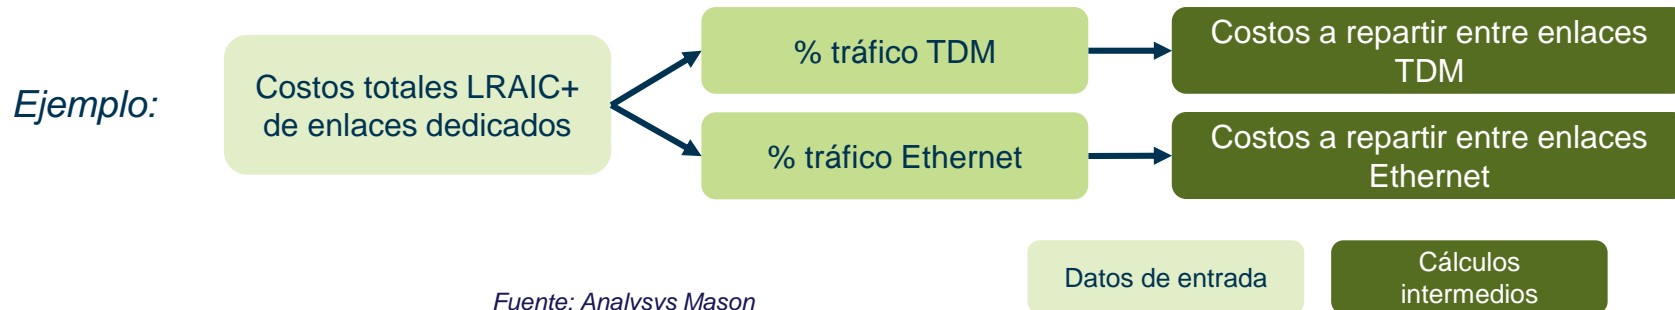 Ejemplo:
Costos totales LRAIC+
de enlaces dedicados
% tráfico TDM
Costos a repartir entre enlaces
TDM
% tráfico Ethernet
Costos a repartir entre enlaces
Ethernet
Datos de entrada
Cálculos
intermedios
Fuente: Analysys Mason